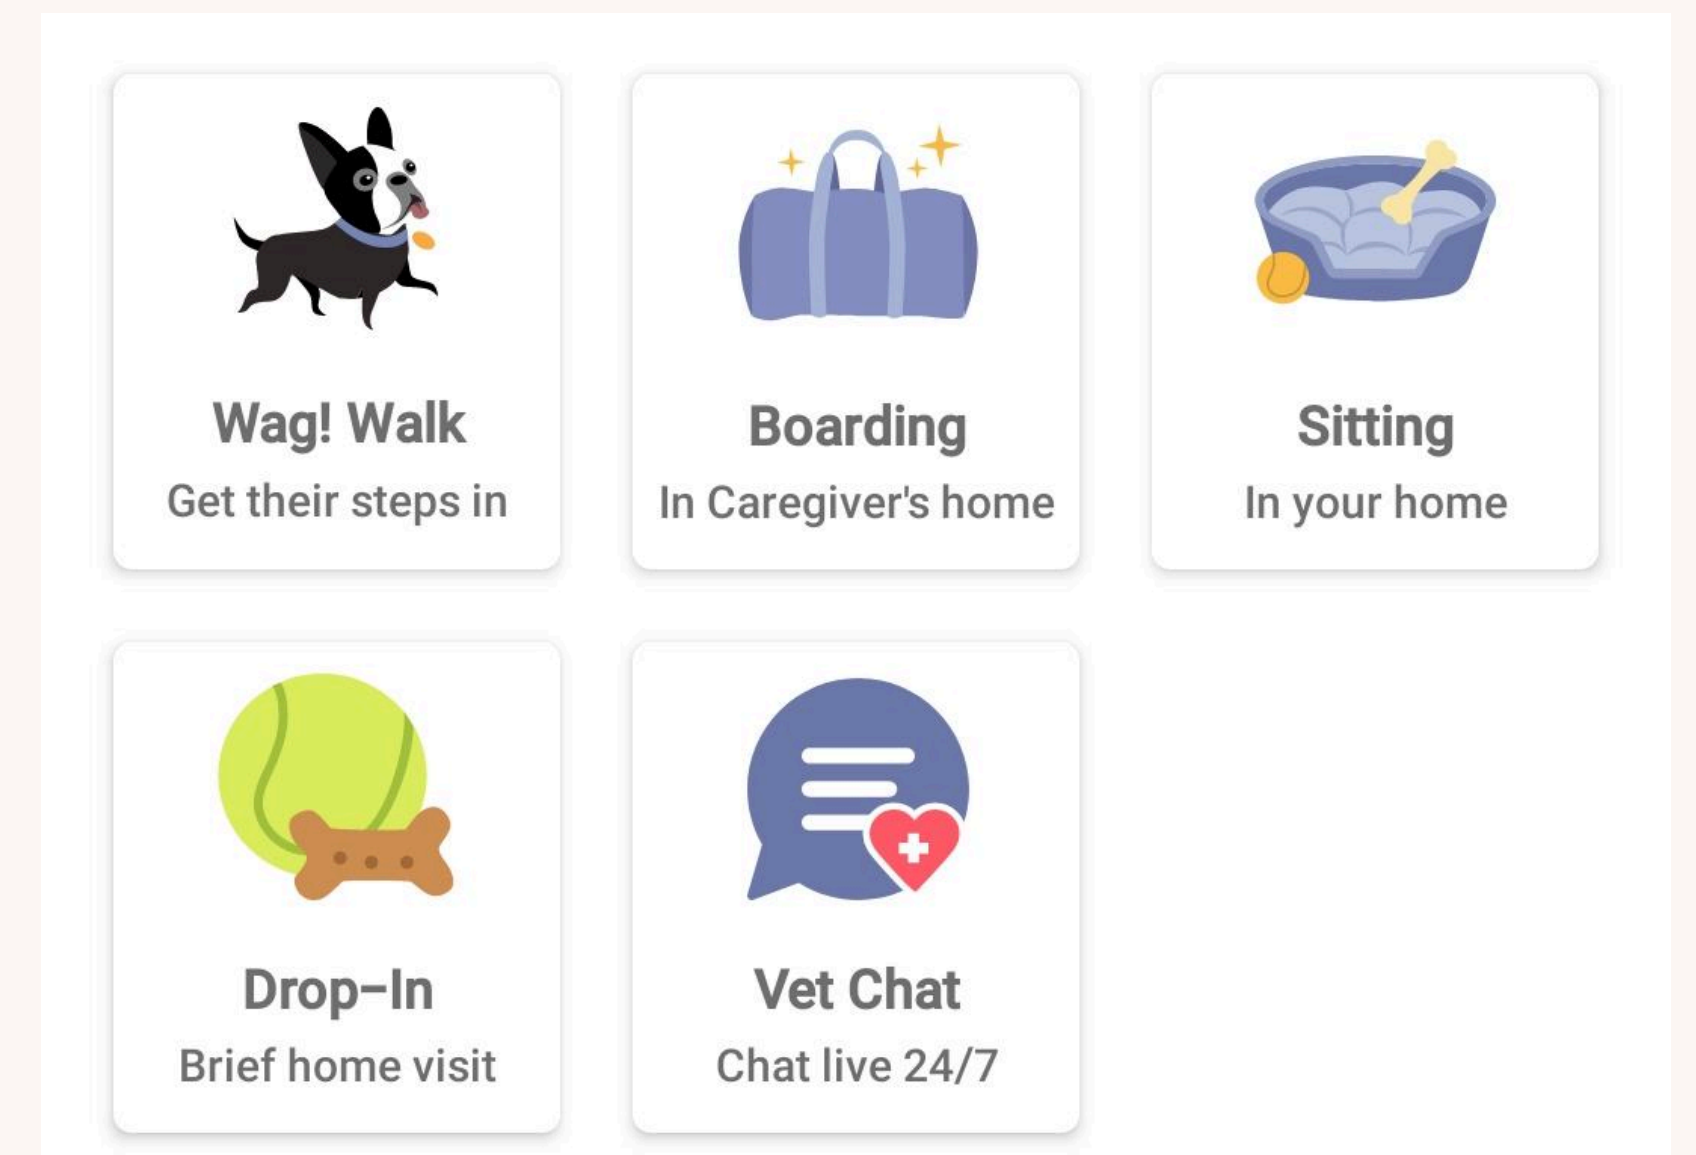 Wag! Walk
Get their steps in
Boarding
In Caregiver's home
Sitting
In your home
Drop-In
Brief home visit
Vet Chat
Chat live 24/7